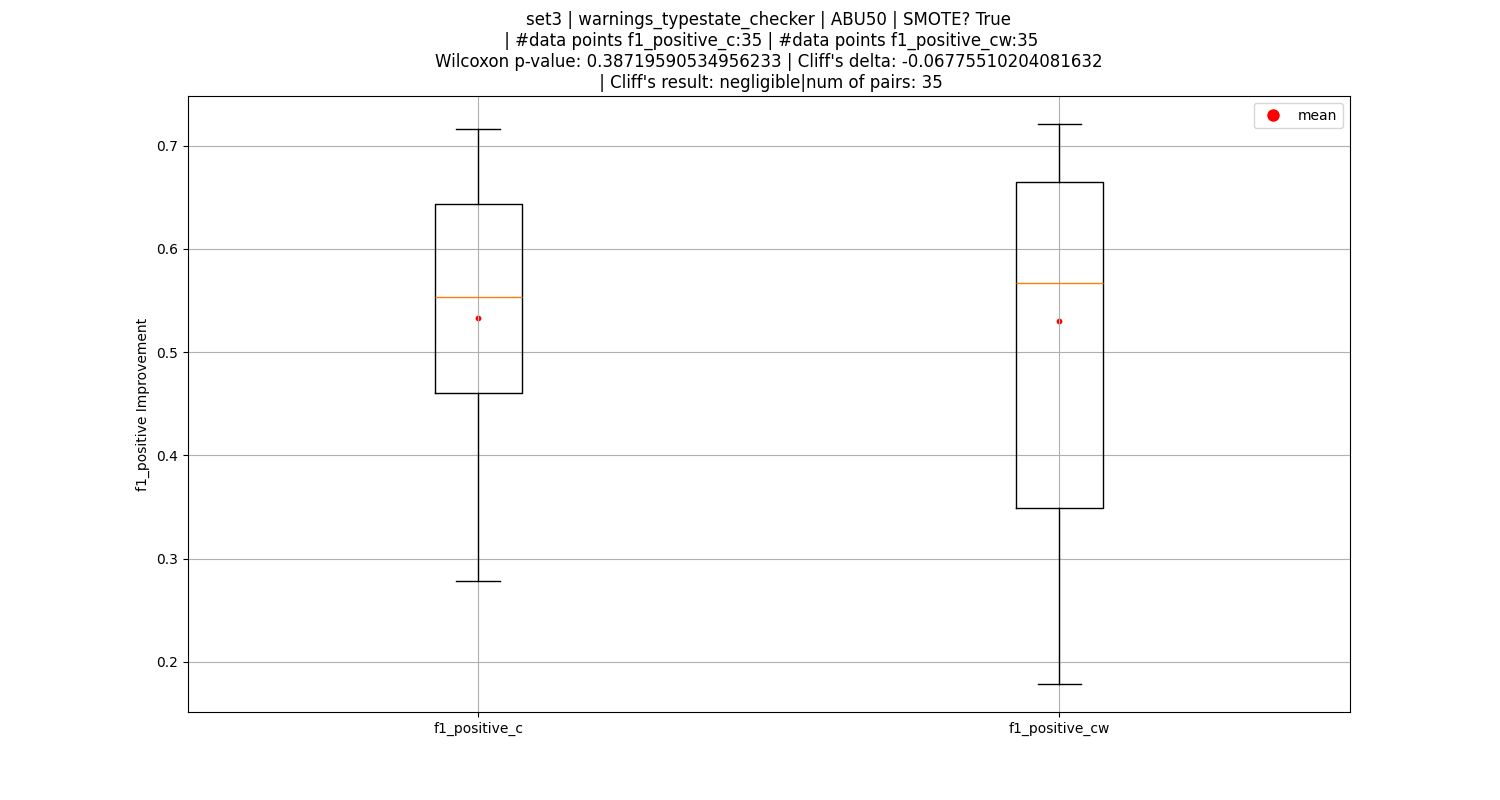 set3 | warnings_typestate_checker | ABU50 | SMOTE? True
| #data points f1_positive_c:35 | #data points f1_positive_cw:35
Wilcoxon p-value: 0.38719590534956233 | Cliff's delta: -0.06775510204081632
| Cliff's result: negligible|num of pairs: 35
mean
0.7
0.6
0.5
0.4
0.3
0.2
f1_positive Improvement
f1_positive_c
f1_positive_cw